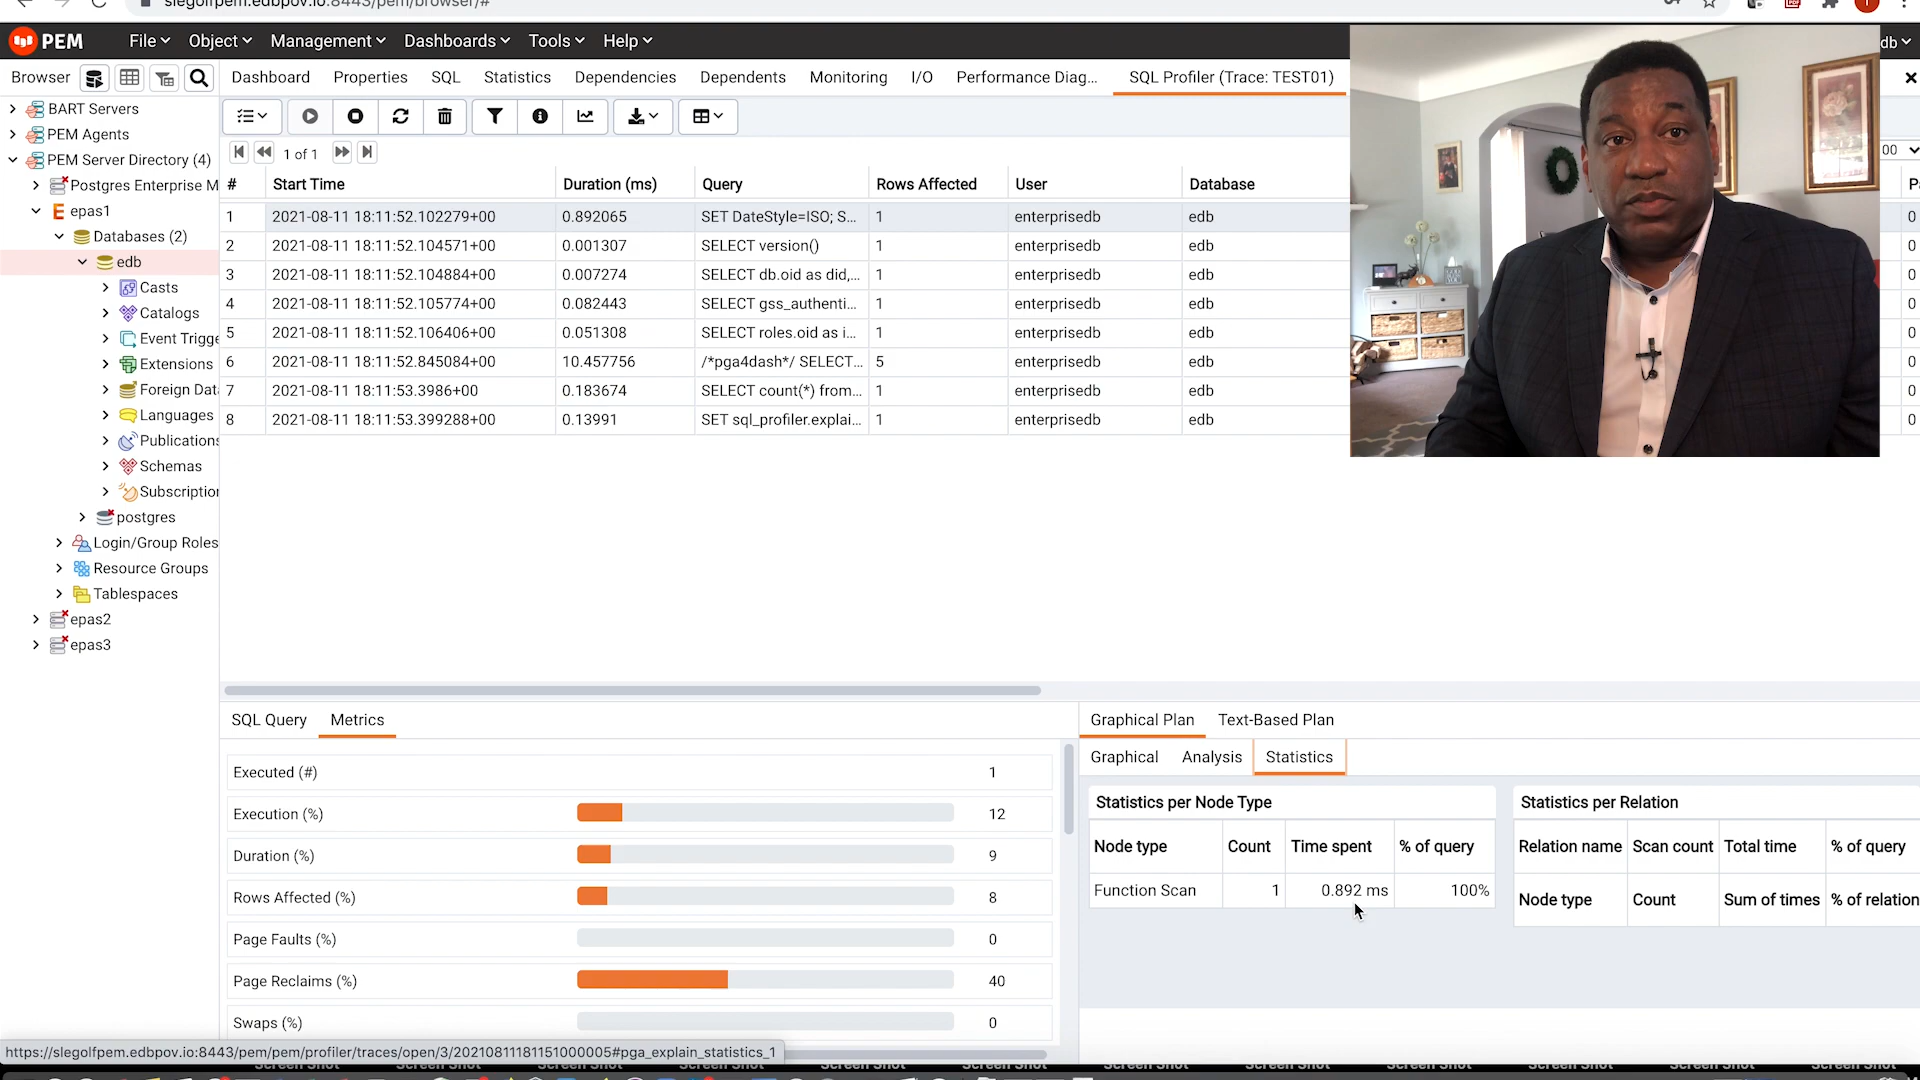 slegolfpem.edbpov.io:8443/pem/browser/#
PEM File Object Management Dashboards Tools Help db
Browser Dashboard Properties SQL Statistics Dependencies Dependents Monitoring I/O Performance Diag... SQL Profiler (Trace: TEST01)
BART Servers
PEM Agents
PEM Server Directory (4)
Postgres Enterprise M
epas1
Databases (2)
edb
Casts
Catalogs
Event Trigge
Extensions
Foreign Dat
Languages
Publications
Schemas
Subscription
postgres
Login/Group Roles
Resource Groups
Tablespaces
epas2
epas3
1 of 1
00
# Start Time Duration (ms) Query Rows Affected User Database
1 2021-08-11 18:11:52.102279+00 0.892065 SET DateStyle=ISO; S... 1 enterprisedb edb 0
2 2021-08-11 18:11:52.104571+00 0.001307 SELECT version() 1 enterprisedb edb 0
3 2021-08-11 18:11:52.104884+00 0.007274 SELECT db.oid as did,... 1 enterprisedb edb 0
4 2021-08-11 18:11:52.105774+00 0.082443 SELECT gss_authenti... 1 enterprisedb edb 0
5 2021-08-11 18:11:52.106406+00 0.051308 SELECT roles.oid as i... 1 enterprisedb edb 0
6 2021-08-11 18:11:52.845084+00 10.457756 /*pga4dash*/ SELECT... 5 enterprisedb edb 0
7 2021-08-11 18:11:53.3986+00 0.183674 SELECT count(*) from... 1 enterprisedb edb 0
8 2021-08-11 18:11:53.399288+00 0.13991 SET sql_profiler.explai... 1 enterprisedb edb 0
SQL Query Metrics
Executed (#) 1
Execution (%) 12
Duration (%) 9
Rows Affected (%) 8
Page Faults (%) 0
Page Reclaims (%) 40
Swaps (%) 0
Graphical Plan Text-Based Plan
Graphical Analysis Statistics
Statistics per Node Type
Node type Count Time spent % of query
Function Scan 1 0.892 ms 100%
Statistics per Relation
Relation name Scan count Total time % of query
Node type Count Sum of times % of relation
https://slegolfpem.edbpov.io:8443/pem/pem/profiler/traces/open/3/20210811181151000005#pga_explain_statistics_1